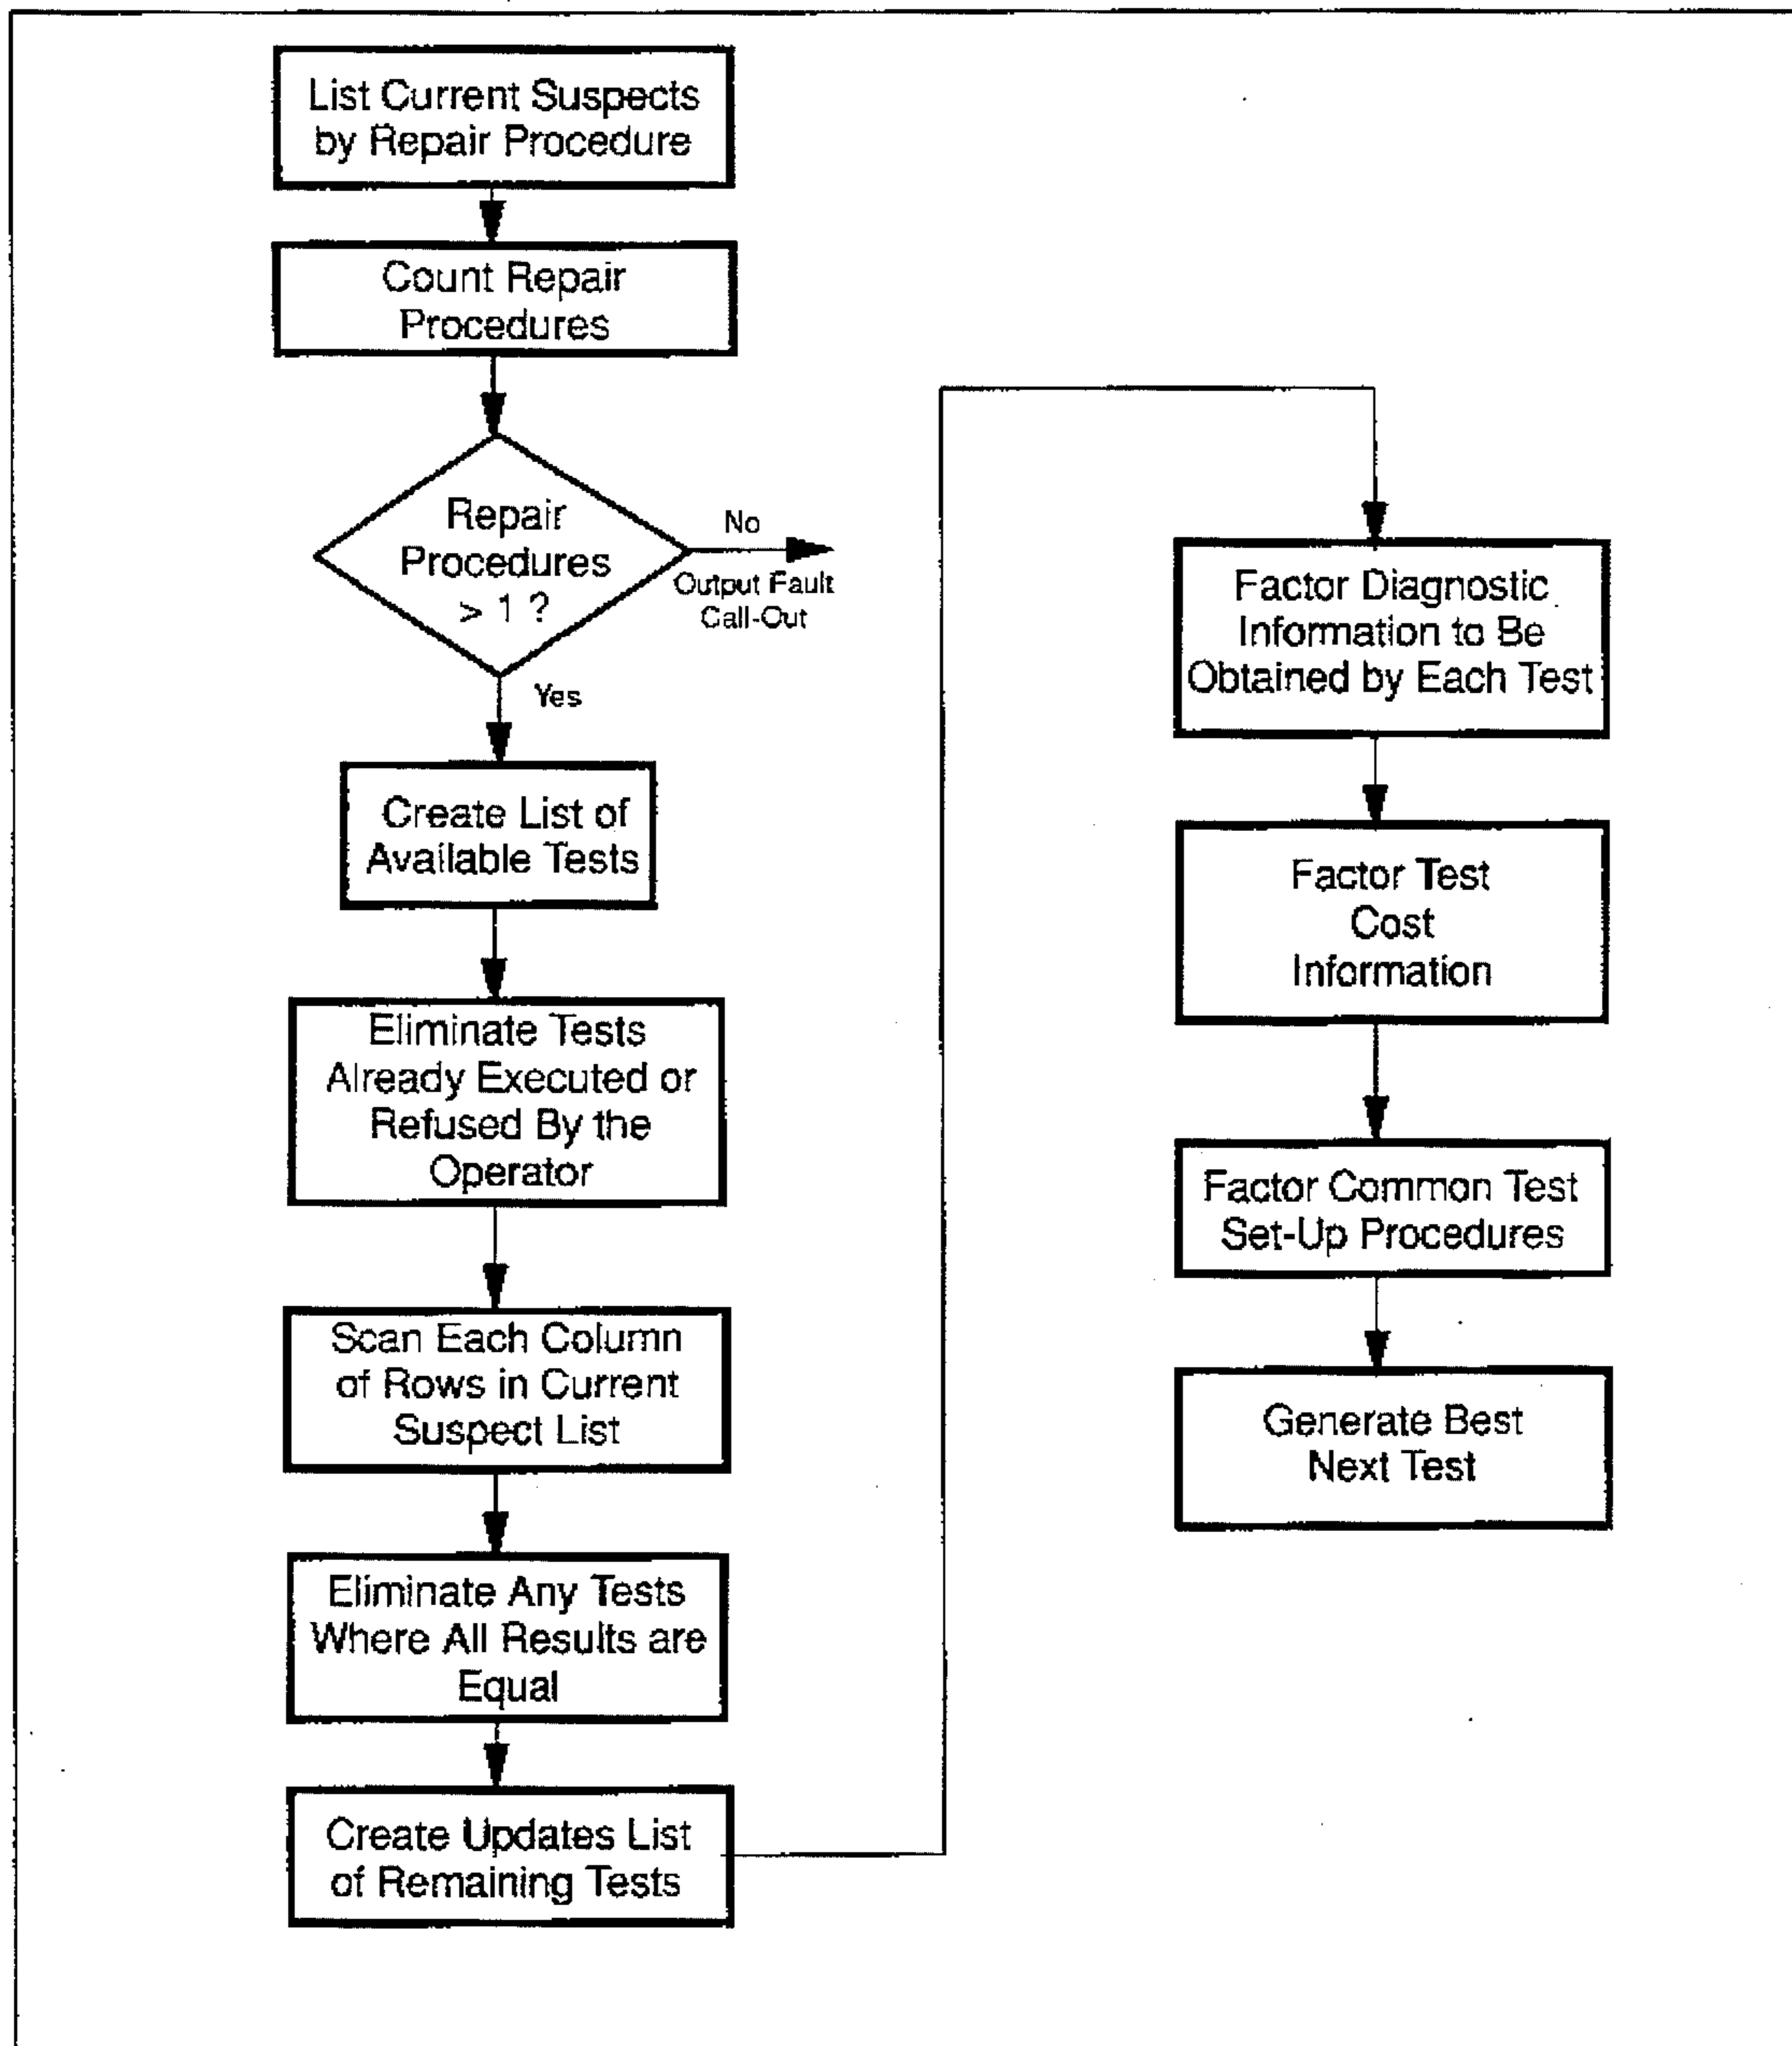 List Current Suspects
by Repair Procedure
Count Repair
Procedures
Repair
Procedures
> 1 ?
No
Output Fault
Call-Out
Yes
Create List of
Available Tests
Eliminate Tests
Already Executed or
Refused By the
Operator
Scan Each Column
of Rows in Current
Suspect List
Eliminate Any Tests
Where All Results are
Equal
Create Updates List
of Remaining Tests
Factor Diagnostic
Information to Be
Obtained by Each Test
Factor Test
Cost
Information
Factor Common Test
Set-Up Procedures
Generate Best
Next Test